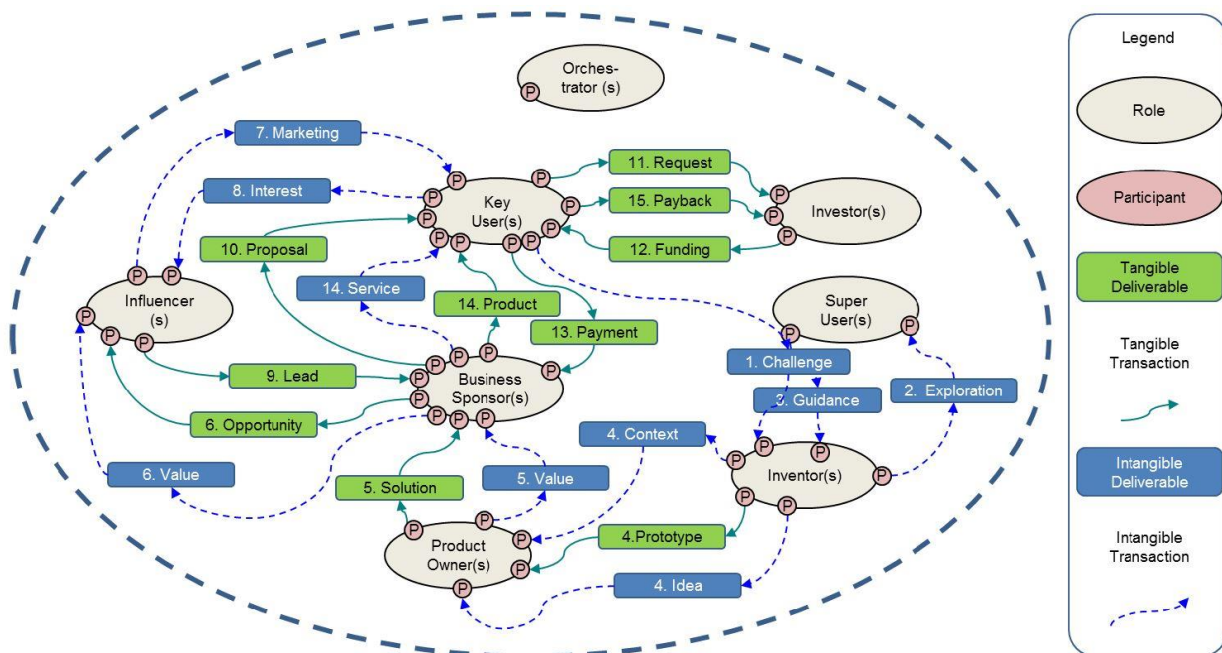 Orches-
trator (s)
P
7. Marketing
11. Request
P
P
P
8. Interest
P
Key
User(s)
15. Payback
P
P
P
Investor(s)
P
P
P
P
P
P
12. Funding
P
10. Proposal
P
P
Influencer
(s)
P
P
P
14. Service
14. Product
13. Payment
Super
User(s)
P
P
1. Challenge
9. Lead
P
P
P
P
P
P
Business
Sponsor(s)
P
P
P
P
3. Guidance
2. Exploration
6. Opportunity
4. Context
6. Value
5. Solution
5. Value
P
P
P
Inventor(s)
P
P
P
P
P
P
Product
Owner(s)
P
P
4.Prototype
4. Idea
Legend
Role
Participant
Tangible
Deliverable
Tangible
Transaction
Intangible
Deliverable
Intangible
Transaction